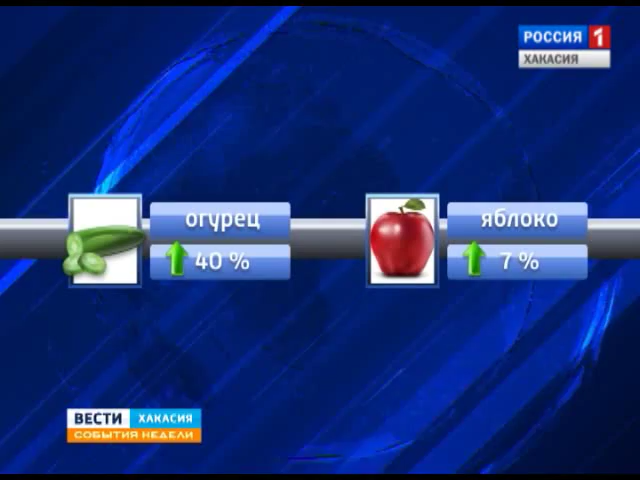 РОССИЯ 1
ХАКАСИЯ
огурец
40 %
яблоко
7 %
ВЕСТИ ХАКАСИЯ
СОБЫТИЯ НЕДЕЛИ